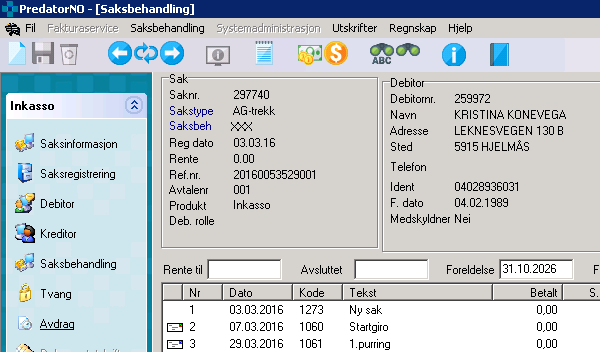 PredatorNO - [Saksbehandling]
Fil Fakturaservice Saksbehandling Systemadministrasjon Utskrifter Regnskap Hjelp
ABC
Inkasso
Saksinformasjon
Saksregistrering
Debitor
Kreditor
Saksbehandling
Tvang
Avdrag
Sak
Saksnr. 297740
Sakstype AG-trekk
Saksbeh XXX
Reg dato 03.03.16
Rente 0.00
Ref.nr. 20160053529001
Avtalenr 001
Produkt Inkasso
Deb. rolle
Debitor
Debitornr. 259972
Navn KRISTINA KONEVEGA
Adresse LEKNESVEGEN 130 B
Sted 5915 HJELMÅS
Telefon
Ident 04028936031
F. dato 04.02.1989
Medskyldner Nei
Rente til Avsluttet Foreldelse 31.10.2026 F
Nr Dato Kode Tekst Betalt S.
1 03.03.2016 1273 Ny sak 0,00
2 07.03.2016 1060 Startgiro 0,00
3 29.03.2016 1061 1.purring 0,00